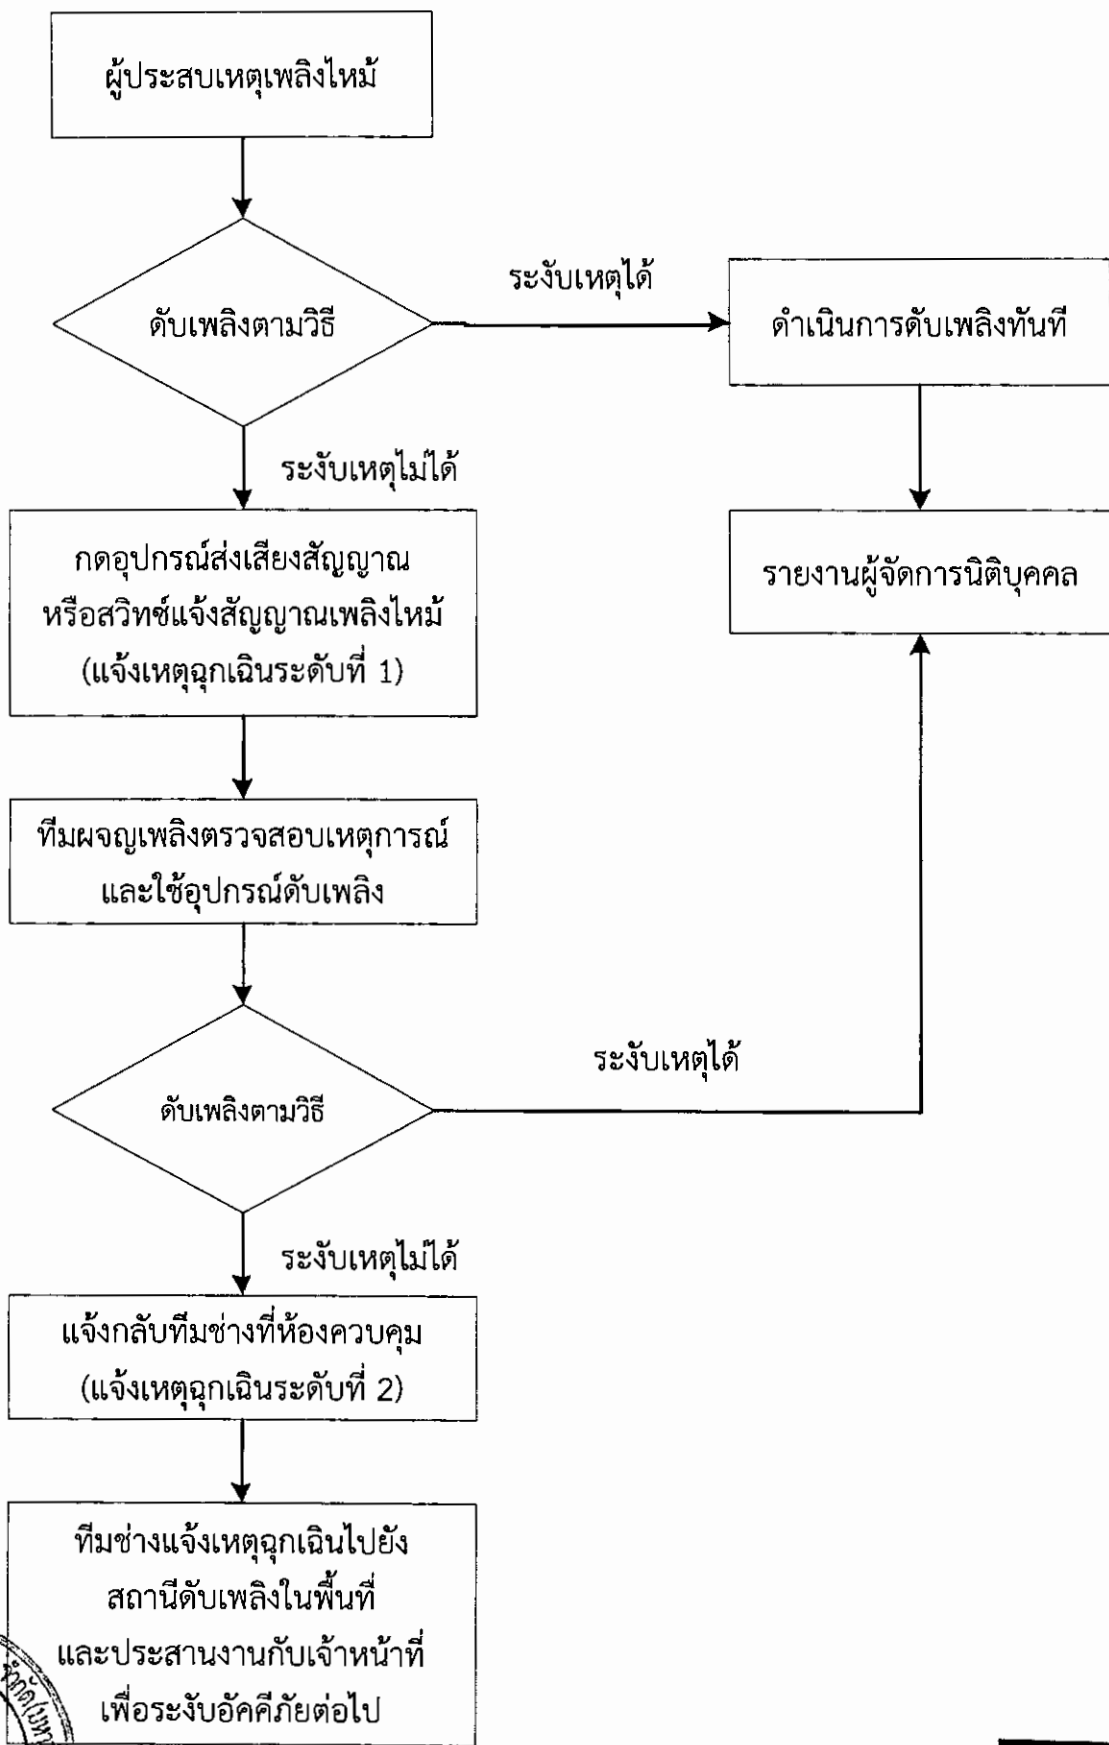 ผู้ประสบเหตุเพลิงไหม้
ระงับเหตุได้
ดับเพลิงตามวิธี
ดำเนินการดับเพลิงทันที
ระงับเหตุไม่ได้
กดอุปกรณ์ส่งเสียงสัญญาณ
หรือสวิทช์แจ้งสัญญาณเพลิงไหม้
(แจ้งเหตุฉุกเฉินระดับที่ 1)
รายงานผู้จัดการนิติบุคคล
ทีมผจญเพลิงตรวจสอบเหตุการณ์
และใช้อุปกรณ์ดับเพลิง
ระงับเหตุได้
ดับเพลิงตามวิธี
ระงับเหตุไม่ได้
แจ้งกลับทีมช่างที่ห้องควบคุม
(แจ้งเหตุฉุกเฉินระดับที่ 2)
ทีมช่างแจ้งเหตุฉุกเฉินไปยัง
สถานีดับเพลิงในพื้นที่
และประสานงานกับเจ้าหน้าที่
เพื่อระงับอัคคีภัยต่อไป